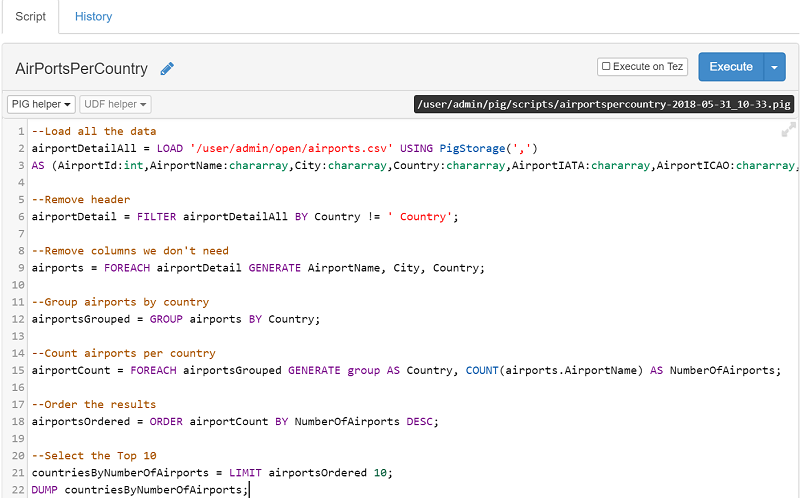 Script History
AirPortsPerCountry Execute on Tez Execute
PIG helper UDF helper /user/admin/pig/scripts/airportspercountry-2018-05-31_10-33.pig
1 --Load all the data
2 airportDetailAll = LOAD '/user/admin/open/airports.csv' USING PigStorage(',')
3 AS (AirportId:int,AirportName:chararray,City:chararray,Country:chararray,AirportIATA:chararray,AirportICAO:chararray,
4
5 --Remove header
6 airportDetail = FILTER airportDetailAll BY Country != ' Country';
7
8 --Remove columns we don't need
9 airports = FOREACH airportDetail GENERATE AirportName, City, Country;
10
11 --Group airports by country
12 airportsGrouped = GROUP airports BY Country;
13
14 --Count airports per country
15 airportCount = FOREACH airportsGrouped GENERATE group AS Country, COUNT(airports.AirportName) AS NumberOfAirports;
16
17 --Order the results
18 airportsOrdered = ORDER airportCount BY NumberOfAirports DESC;
19
20 --Select the Top 10
21 countriesByNumberOfAirports = LIMIT airportsOrdered 10;
22 DUMP countriesByNumberOfAirports;